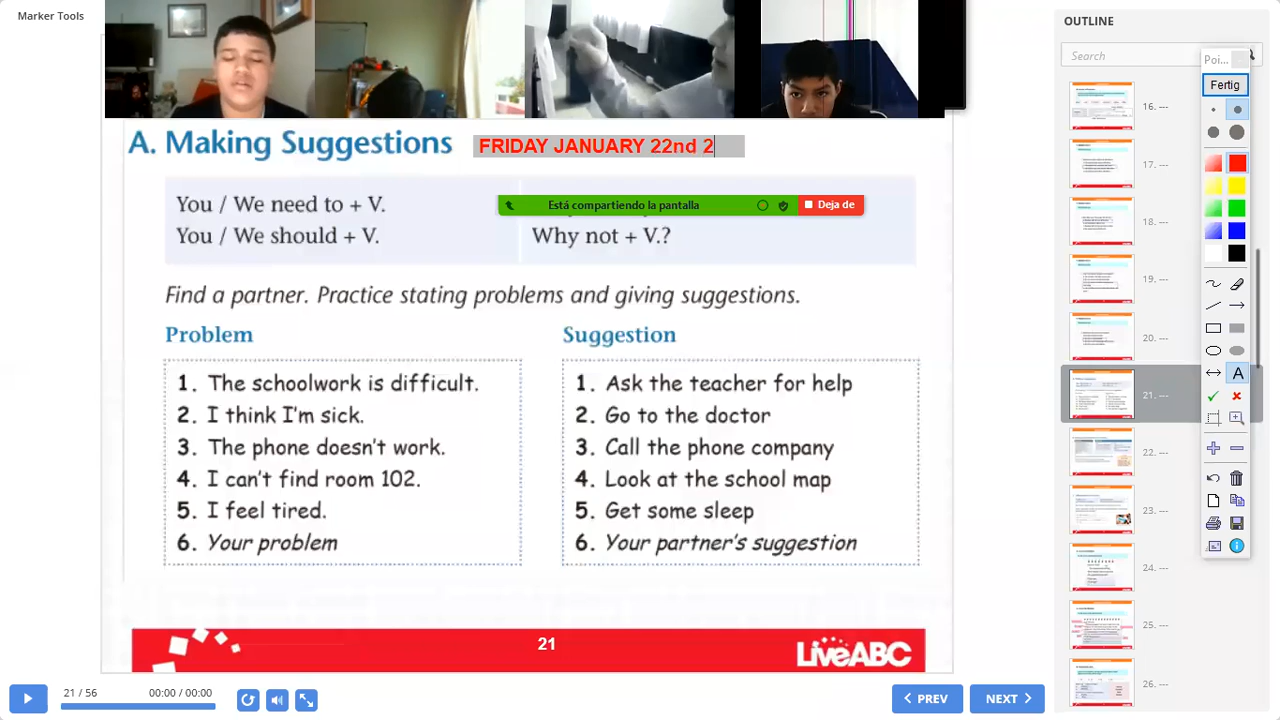 Marker Tools
OUTLINE
Search
Poi...
Fertig
A. Making Suggestions
FRIDAY JANUARY 22nd 2
You / We need to + V.
You / We should + V.
Está compartiendo la pantalla
Deja de
Why not + V.?
Find a partner. Practice stating problems and giving suggestions.
Problem
1. The schoolwork is difficult.
2. I think I'm sick.
3. The phone doesn't work.
4. I can't find room 102.
5. I feel tired.
6. Your problem
Suggestion
1. Ask the teacher for help
2. Go to the doctor
3. Call the phone company
4. Look at the school map
5. Get some sleep
6. Your partner's suggestion
21
LiveABC
16. ---
17. ---
18. ---
19. ---
20. ---
21. ---
22. ---
23. ---
24. ---
25. ---
26. ---
A
21 / 56
00:00 / 00:00
PREV
NEXT